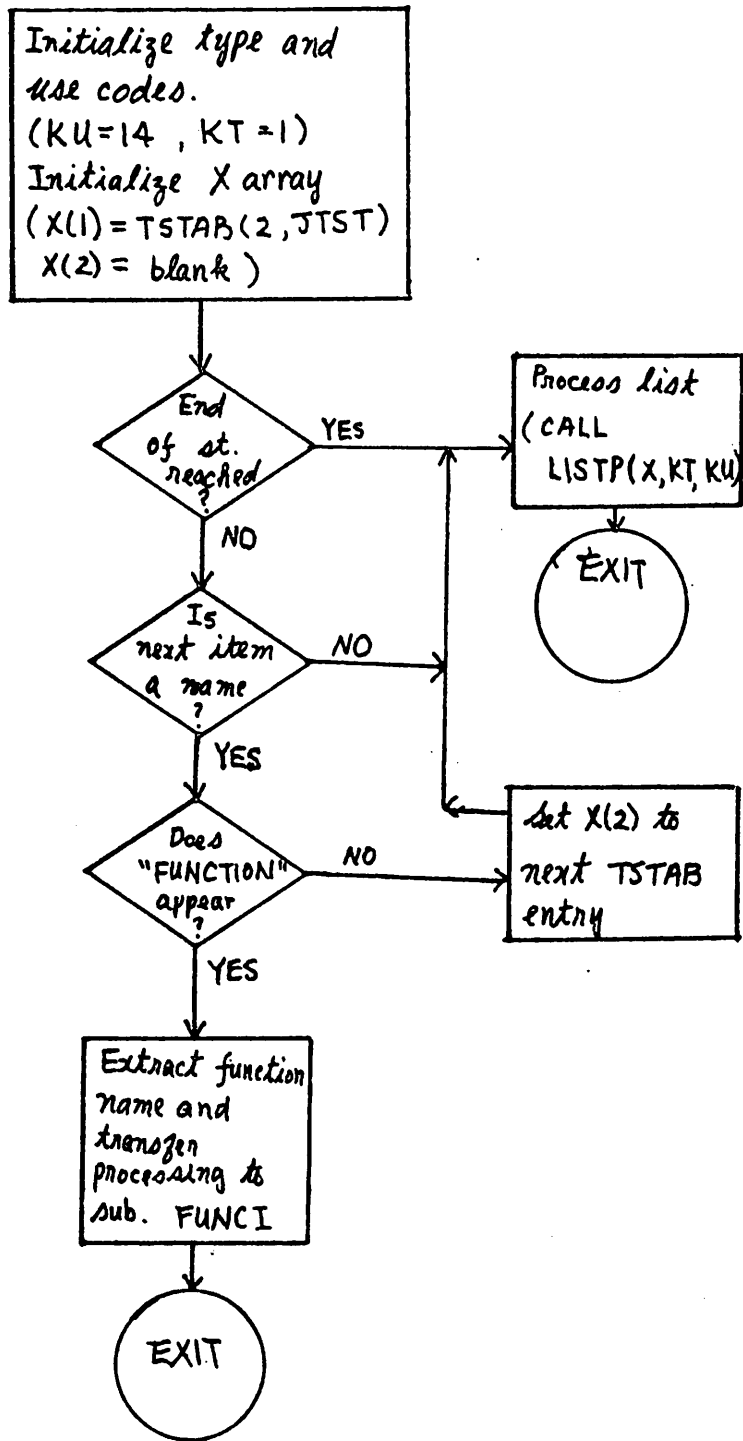 Initialize type and
use codes.
(KU=14 , KT=1)
Initialize X array
(X(1)=TSTAB(2,JTST)
X(2)= blank )
End
of st.
reached
?
YES
Process list
(CALL
LISTP(X,KT,KU)
EXIT
NO
Is
next item
a name
?
NO
YES
Does
"FUNCTION"
appear
?
NO
set X(2) to
next TSTAB
entry
YES
Extract function
name and
transfer
processing to
sub. FUNCI
EXIT